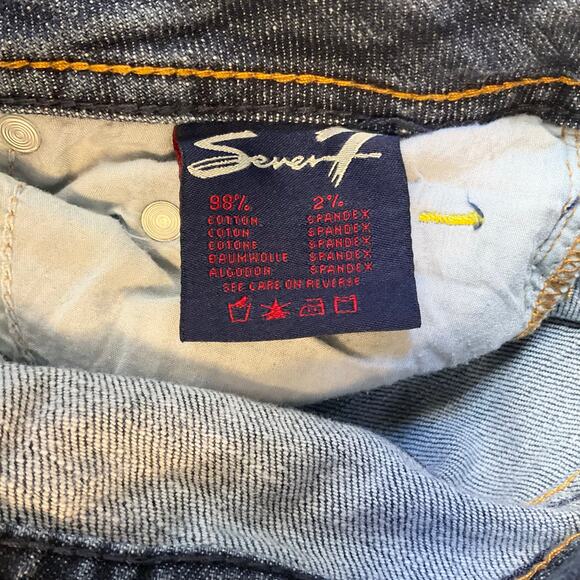 Seven7
98% 2%
COTTON SPANDEX
COTON SPANDEX
COTONE SPANDEX
BAUMWOLLE SPANDEX
ALGODON SPANDEX
SEE CARE ON REVERSE